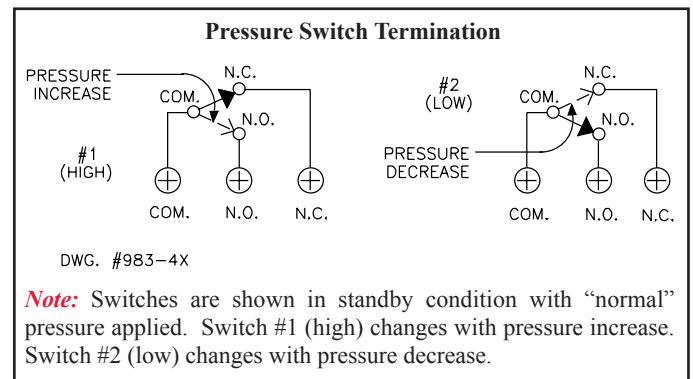 Pressure Switch Termination
PRESSURE
INCREASE
N.C.
COM.
N.O.
#1
(HIGH)
COM.
N.O.
N.C.
#2
(LOW)
N.C.
COM.
N.O.
PRESSURE
DECREASE
COM.
N.O.
N.C.
DWG. #983-4X
Note: Switches are shown in standby condition with “normal”
pressure applied. Switch #1 (high) changes with pressure increase.
Switch #2 (low) changes with pressure decrease.